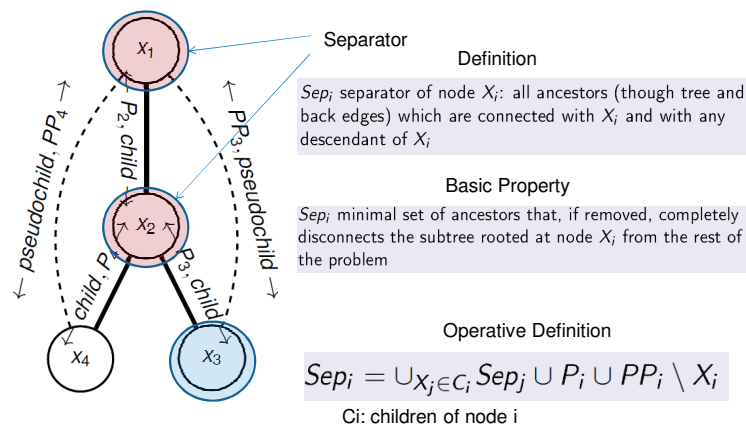 x₁
Separator
Definition
Sepᵢ separator of node Xᵢ: all ancestors (though tree and
back edges) which are connected with Xᵢ and with any
descendant of Xᵢ
← pseudochild, PP₄ →
← P₂, child →
← PP₃, pseudochild →
Basic Property
Sepᵢ minimal set of ancestors that, if removed, completely
disconnects the subtree rooted at node Xᵢ from the rest of
the problem
x₂
← child, P₄ →
← P₃, child →
Operative Definition
x₄
x₃
Sepᵢ = ∪_{Xⱼ∈Cᵢ} Sepⱼ ∪ Pᵢ ∪ PPᵢ \ Xᵢ
Ci: children of node i